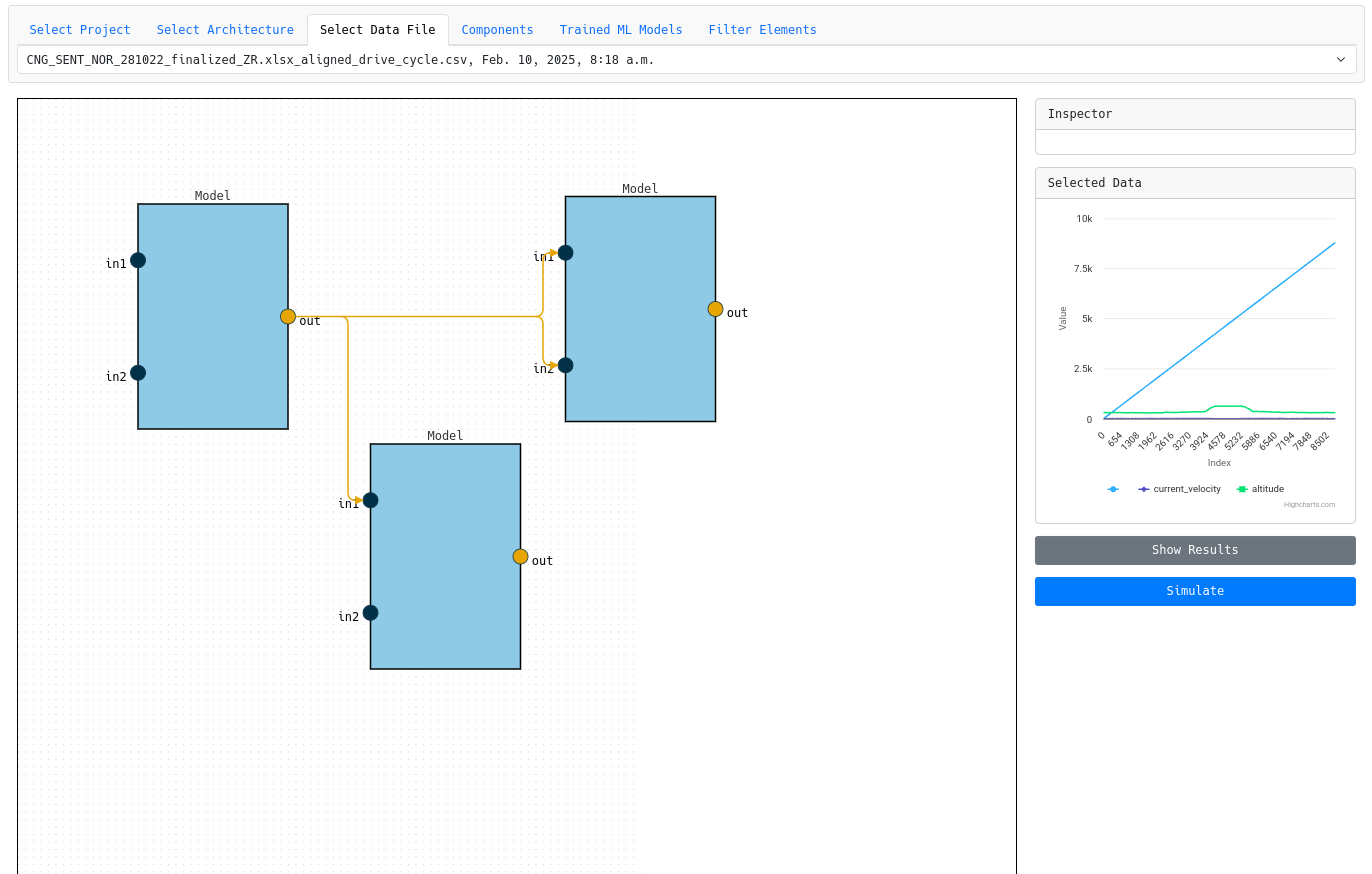 Select Project Select Architecture Select Data File Components Trained ML Models Filter Elements
CNG_SENT_NOR_281022_finalized_ZR.xlsx_aligned_drive_cycle.csv, Feb. 10, 2025, 8:18 a.m.
Model
in1
in2
out
Model
in1
in2
out
Model
in1
in2
out
Inspector
Selected Data
10k
7.5k
5k
2.5k
0
Value
0 654 1308 1962 2616 3270 3924 4578 5232 5886 6540 7194 7848 8502
Index
current_velocity altitude
Highcharts.com
Show Results
Simulate